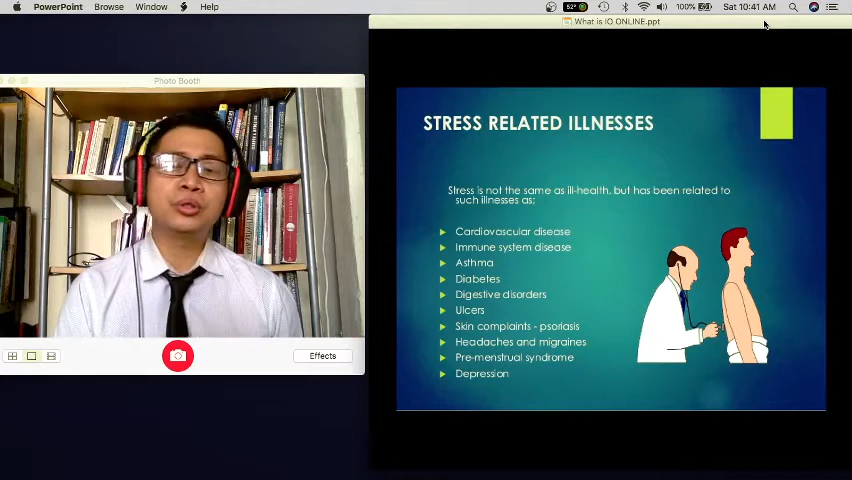 PowerPoint Browse Window Help
52°
100%
Sat 10:41 AM
What is IO ONLINE.ppt
Photo Booth
STRESS RELATED ILLNESSES
Stress is not the same as ill-health, but has been related to
such illnesses as;
Cardiovascular disease
Immune system disease
Asthma
Diabetes
Digestive disorders
Ulcers
Skin complaints - psoriasis
Headaches and migraines
Pre-menstrual syndrome
Depression
Effects